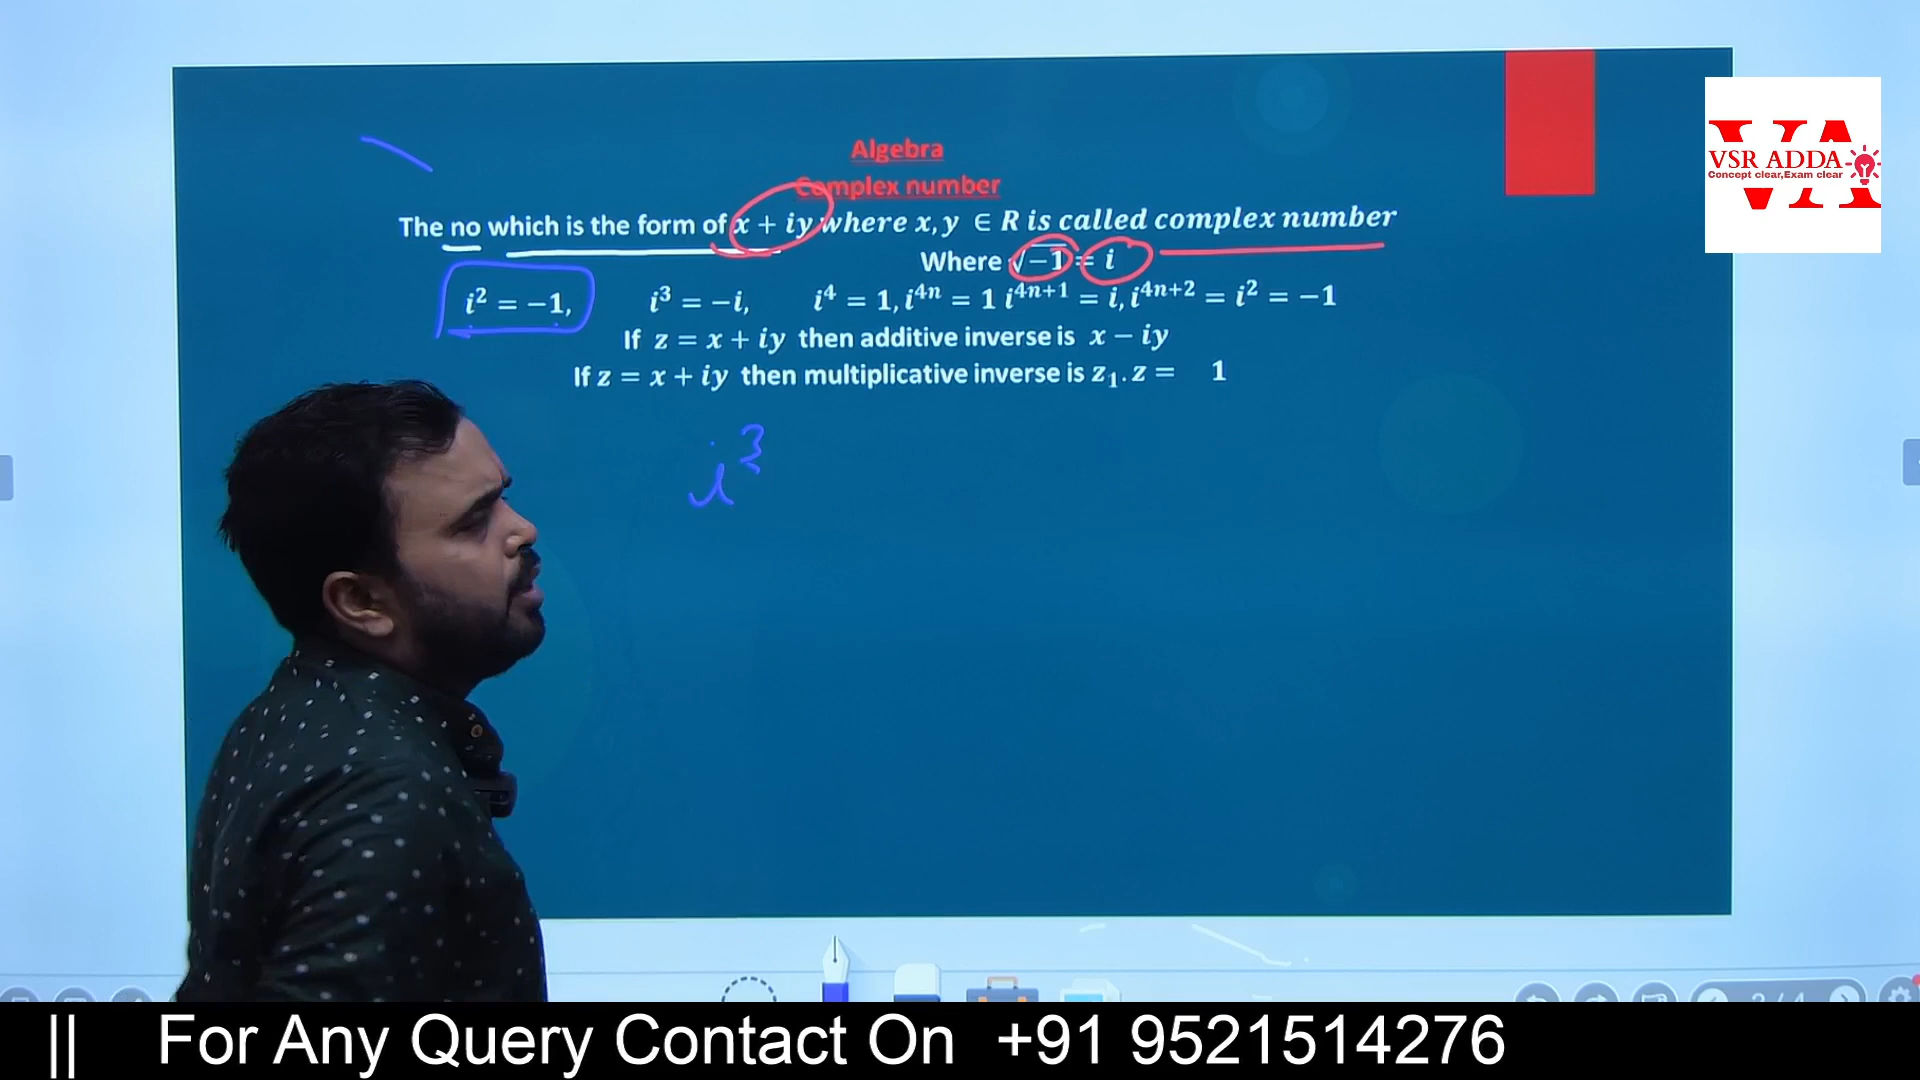 Algebra
Complex number
The no which is the form of x + iy where x, y ∈ R is called complex number
Where √−1 = i
i² = −1, i³ = −i, i⁴ = 1, i⁴ⁿ = 1 i⁴ⁿ⁺¹ = i, i⁴ⁿ⁺² = i² = −1
If z = x + iy then additive inverse is x − iy
If z = x + iy then multiplicative inverse is z₁. z = 1
i³
VA
VSR ADDA
Concept clear,Exam clear
|| For Any Query Contact On +91 9521514276